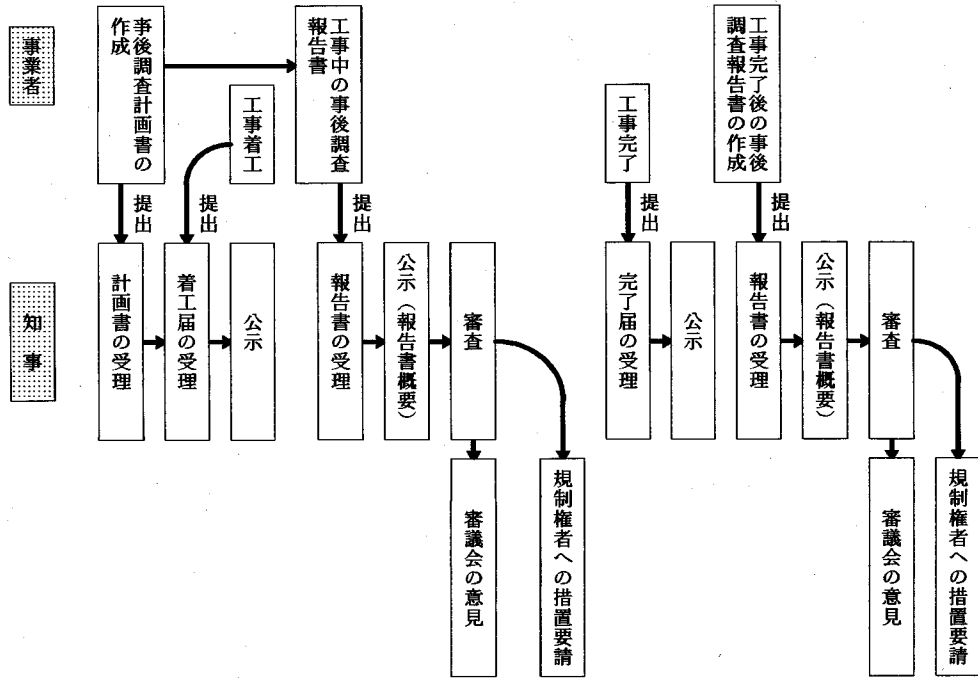 事業者
事後調査計画書の
作成
工事着工
工事中の事後調査
報告書
工事完了
工事完了後の事後
調査報告書の作成
提出
提出
提出
提出
提出
知事
計画書の受理
着工届の受理
公示
報告書の受理
公示（報告書概要）
審査
完了届の受理
公示
報告書の受理
公示（報告書概要）
審査
審議会の意見
規制権者への措置要請
審議会の意見
規制権者への措置要請